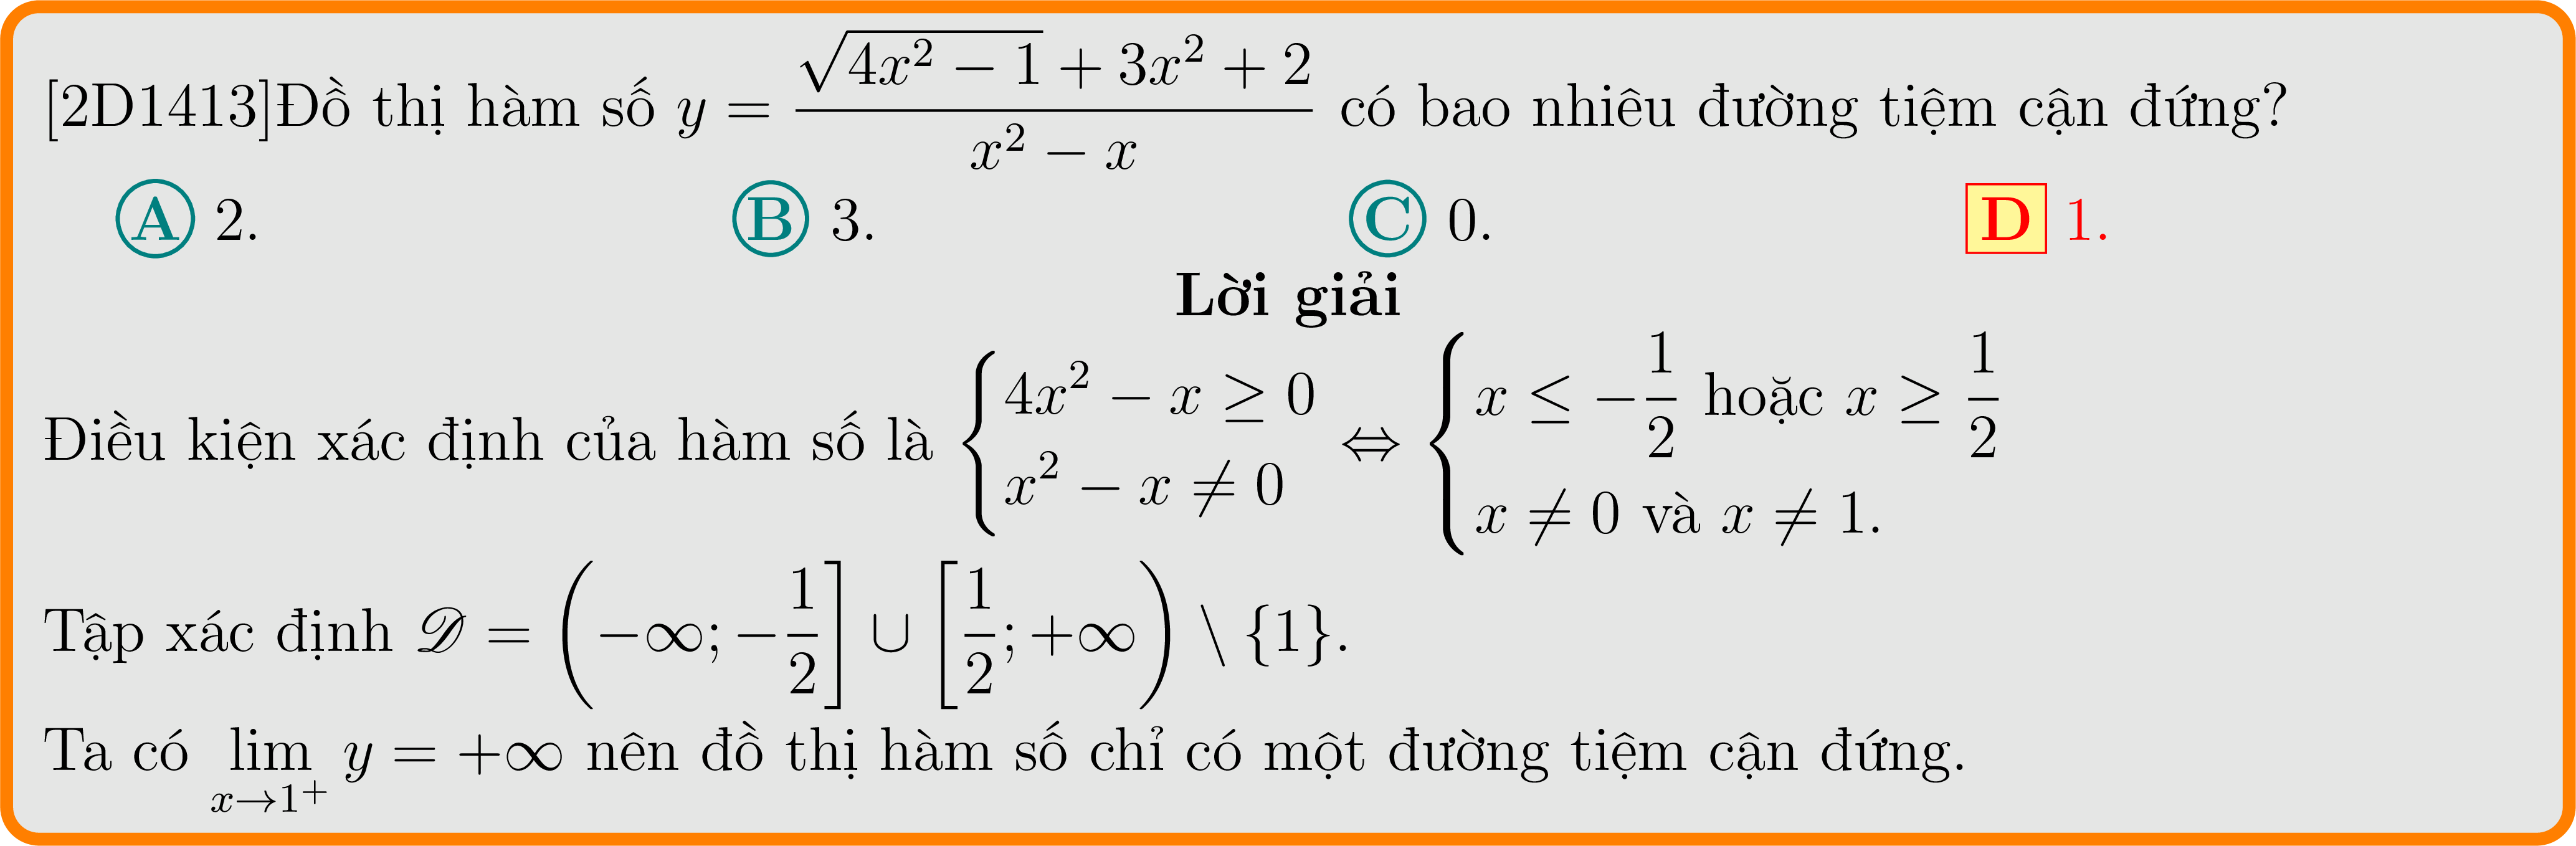 [2D1413]Đồ thị hàm số $y = \dfrac{\sqrt{4x^2 - 1} + 3x^2 + 2}{x^2 - x}$ có bao nhiêu đường tiệm cận đứng?
A 2. B 3. C 0. D 1.
Lời giải
Điều kiện xác định của hàm số là $\begin{cases} 4x^2 - x \geq 0 \\ x^2 - x \neq 0 \end{cases} \Leftrightarrow \begin{cases} x \leq -\dfrac{1}{2} \text{ hoặc } x \geq \dfrac{1}{2} \\ x \neq 0 \text{ và } x \neq 1. \end{cases}$
Tập xác định $\mathscr{D} = \left(-\infty; -\dfrac{1}{2}\right] \cup \left[\dfrac{1}{2}; +\infty\right) \setminus \{1\}.$
Ta có $\lim\limits_{x \to 1^+} y = +\infty$ nên đồ thị hàm số chỉ có một đường tiệm cận đứng.